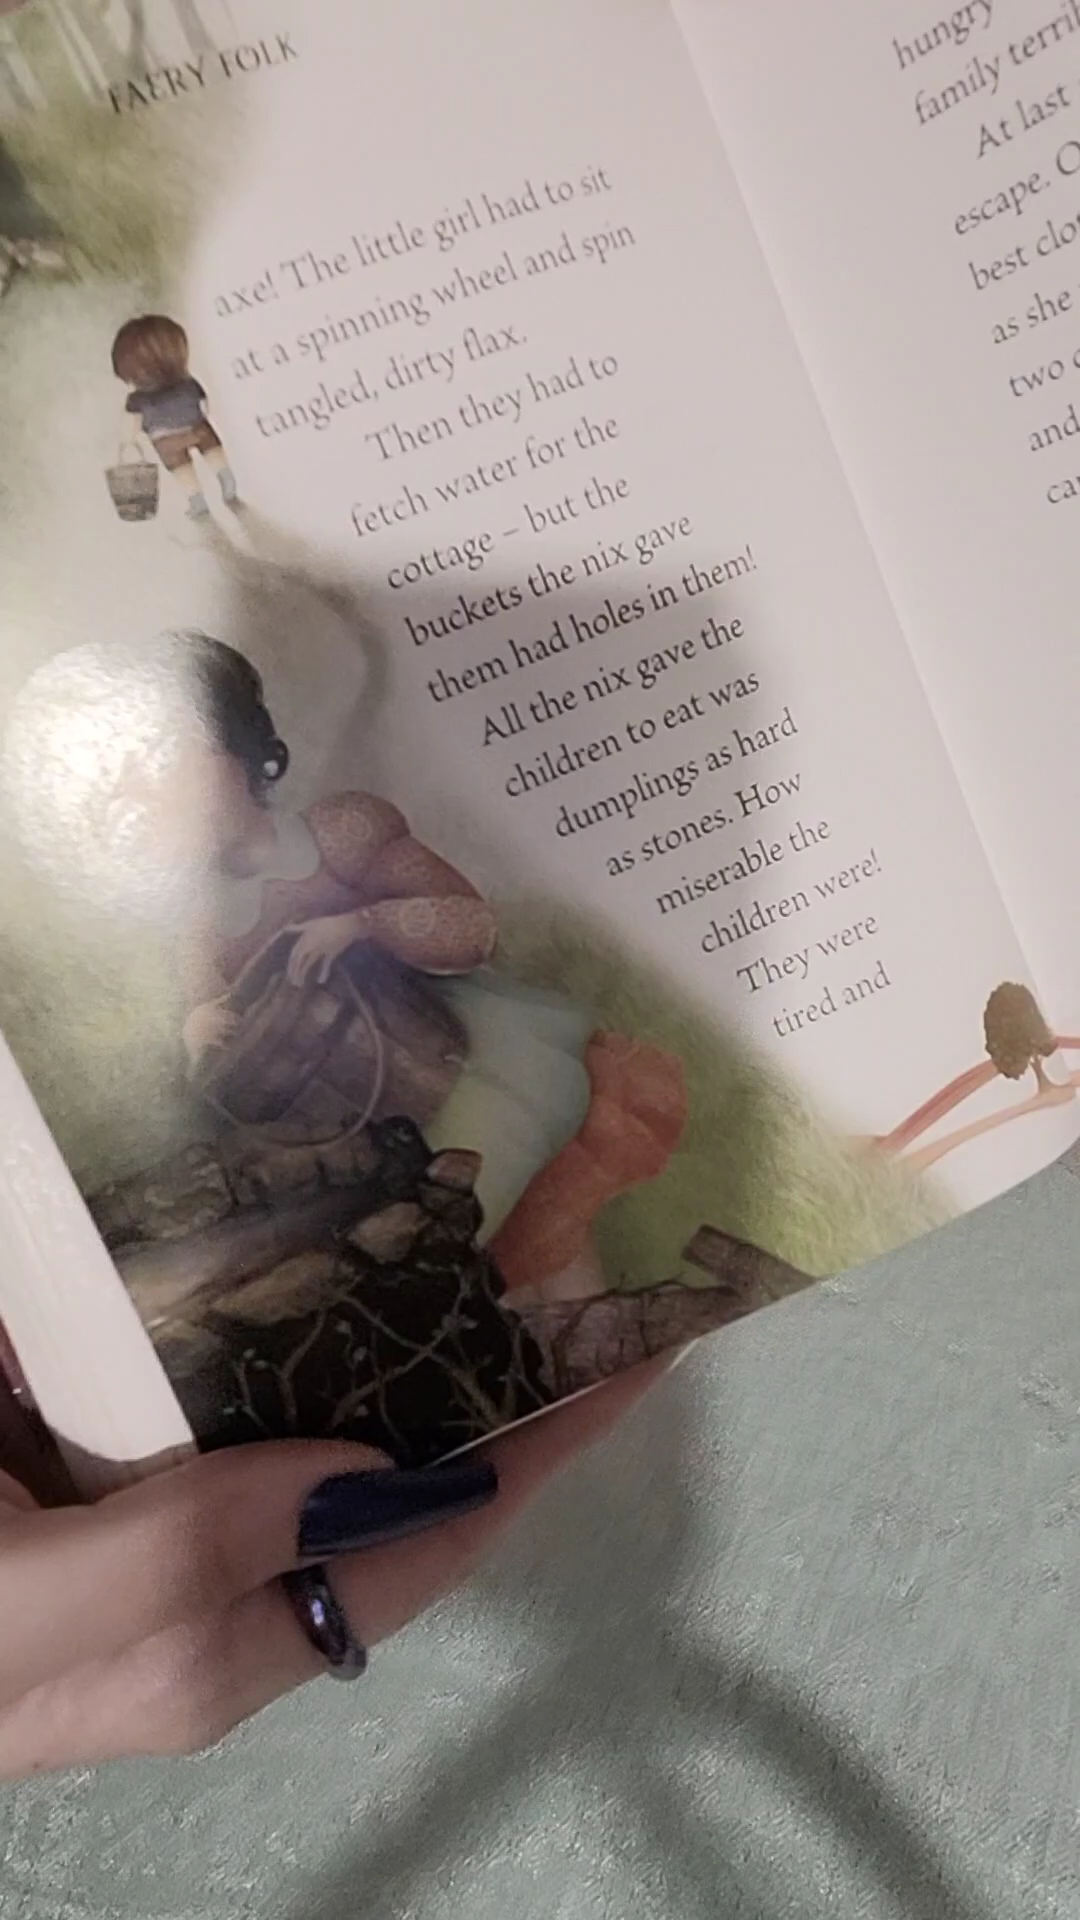 FAERY FOLK
axe! The little girl had to sit
at a spinning wheel and spin
tangled, dirty flax.
Then they had to
fetch water for the
cottage – but the
buckets the nix gave
them had holes in them!
All the nix gave the
children to eat was
dumplings as hard
as stones. How
miserable the
children were!
They were
tired and
hungry
family
At last
escape.
best
as she
two
and